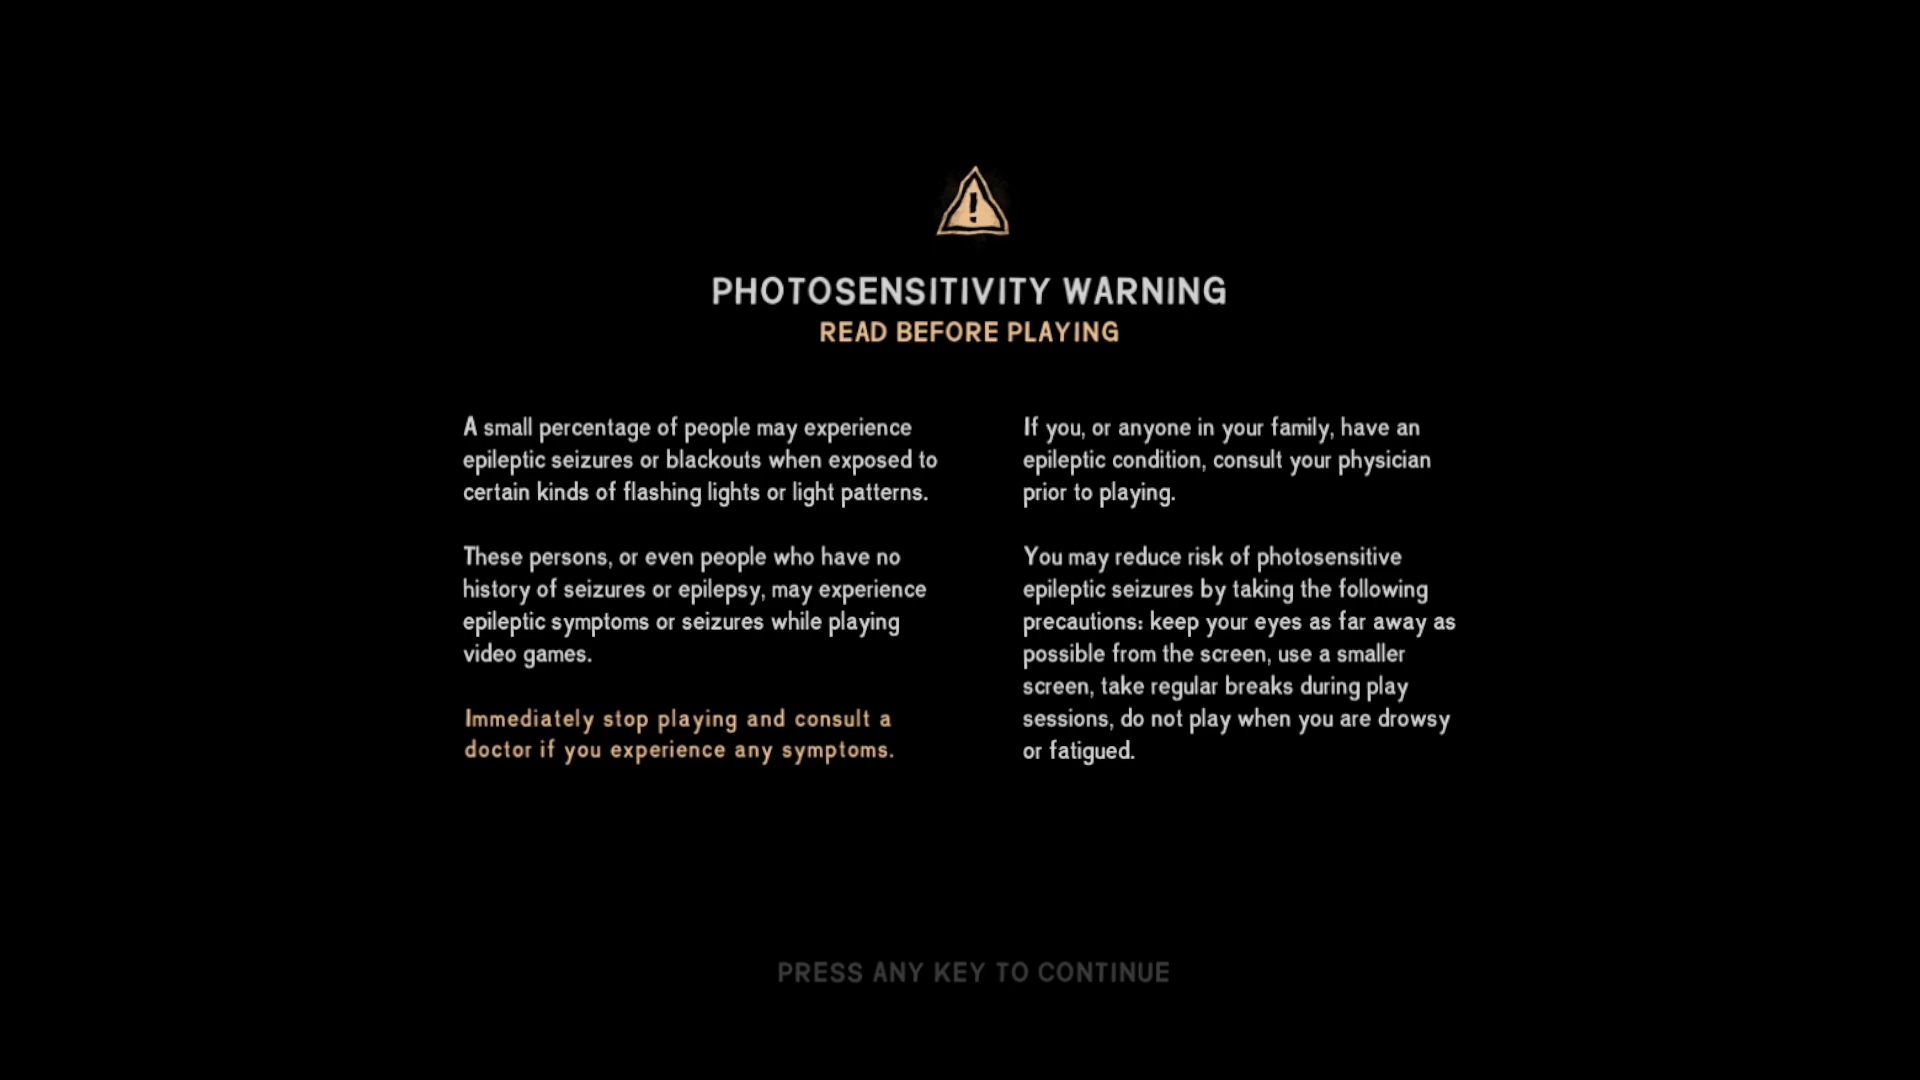 PHOTOSENSITIVITY WARNING
READ BEFORE PLAYING
A small percentage of people may experience
epileptic seizures or blackouts when exposed to
certain kinds of flashing lights or light patterns.
These persons, or even people who have no
history of seizures or epilepsy, may experience
epileptic symptoms or seizures while playing
video games.
Immediately stop playing and consult a
doctor if you experience any symptoms.
If you, or anyone in your family, have an
epileptic condition, consult your physician
prior to playing.
You may reduce risk of photosensitive
epileptic seizures by taking the following
precautions: keep your eyes as far away as
possible from the screen, use a smaller
screen, take regular breaks during play
sessions, do not play when you are drowsy
or fatigued.
PRESS ANY KEY TO CONTINUE